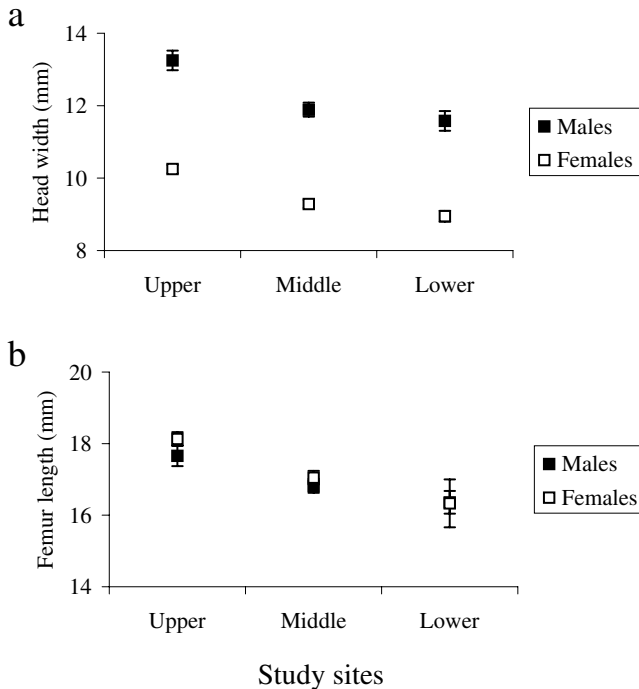 a
Head width (mm)
14
12
10
8
Upper Middle Lower
Males
Females
b
Femur length (mm)
20
18
16
14
Upper Middle Lower
Males
Females
Study sites